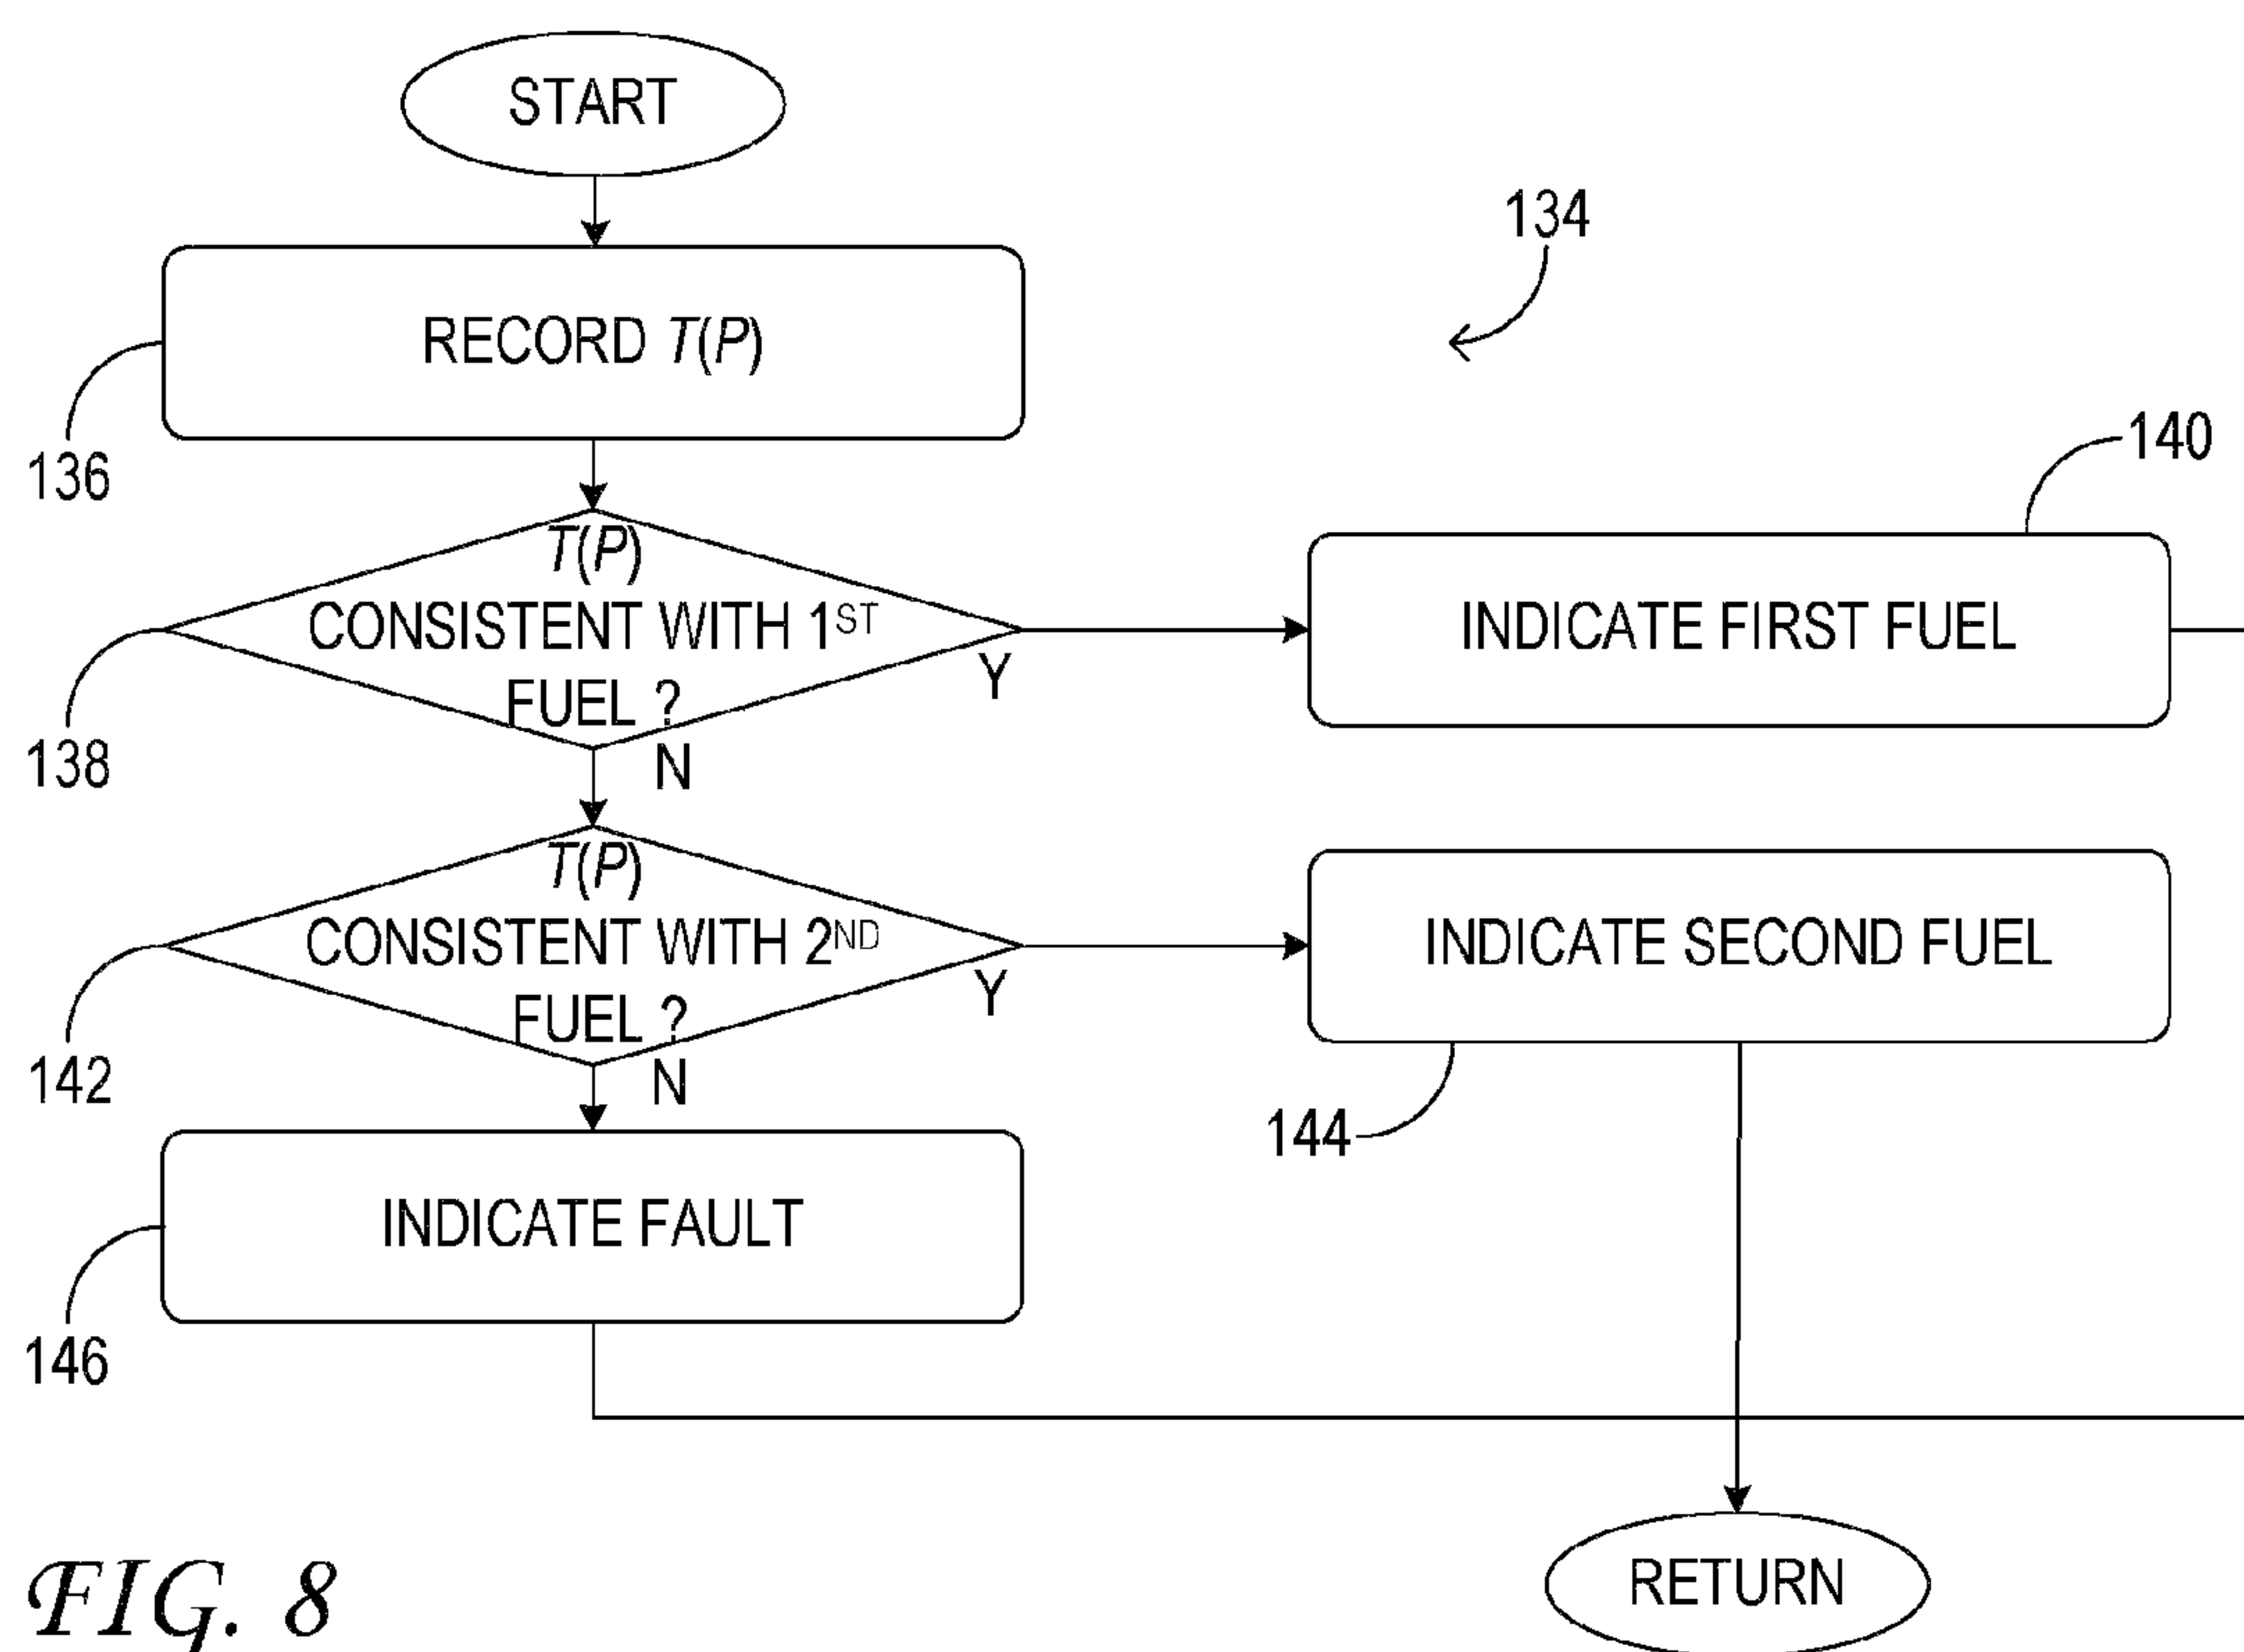 START
134
RECORD T(P)
136
140
T(P)
CONSISTENT WITH 1ST
FUEL ?
Y
N
138
INDICATE FIRST FUEL
T(P)
CONSISTENT WITH 2ND
FUEL ?
Y
N
142
INDICATE SECOND FUEL
144
INDICATE FAULT
146
RETURN
FIG. 8